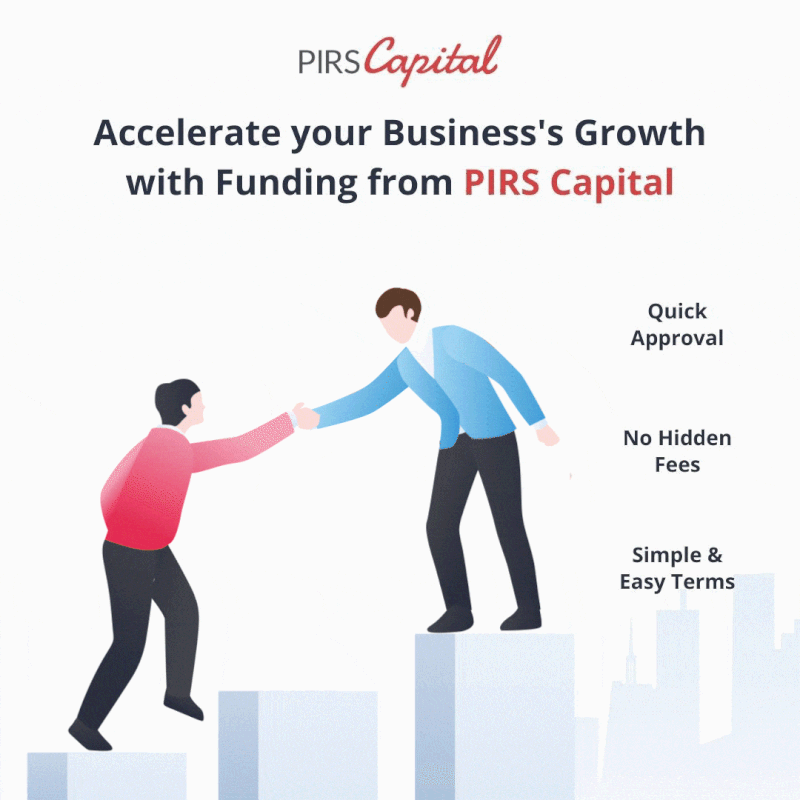 PIRS Capital
Accelerate your Business's Growth
with Funding from PIRS Capital
Quick
Approval
No Hidden
Fees
Simple &
Easy Terms